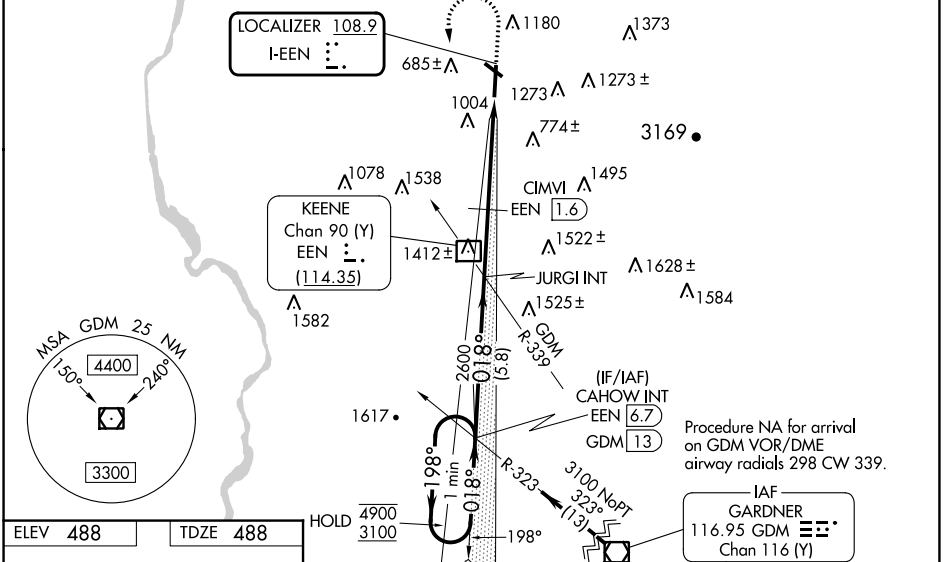 LOCALIZER 108.9
I-EEN
1180
1373
685±
1273
1273±
1004
774±
3169
1078
1538
CIMVI
EEN 1.6
1495
KEENE
Chan 90 (Y)
EEN
(114.35)
1412±
1522±
JURGI INT
1628±
1584
1582
1525±
GDM
R-339
MSA GDM 25 NM
150°
4400
240°
3300
2600
018°
(5.8)
(IF/IAF)
CAHOW INT
EEN 6.7
GDM 13
1617
Procedure NA for arrival
on GDM VOR/DME
airway radials 298 CW 339.
198°
1 min
018°
R-323
3100 NoPT
323°
(13)
HOLD 4900
3100
198°
IAF
GARDNER
116.95 GDM
Chan 116 (Y)
ELEV 488
TDZE 488